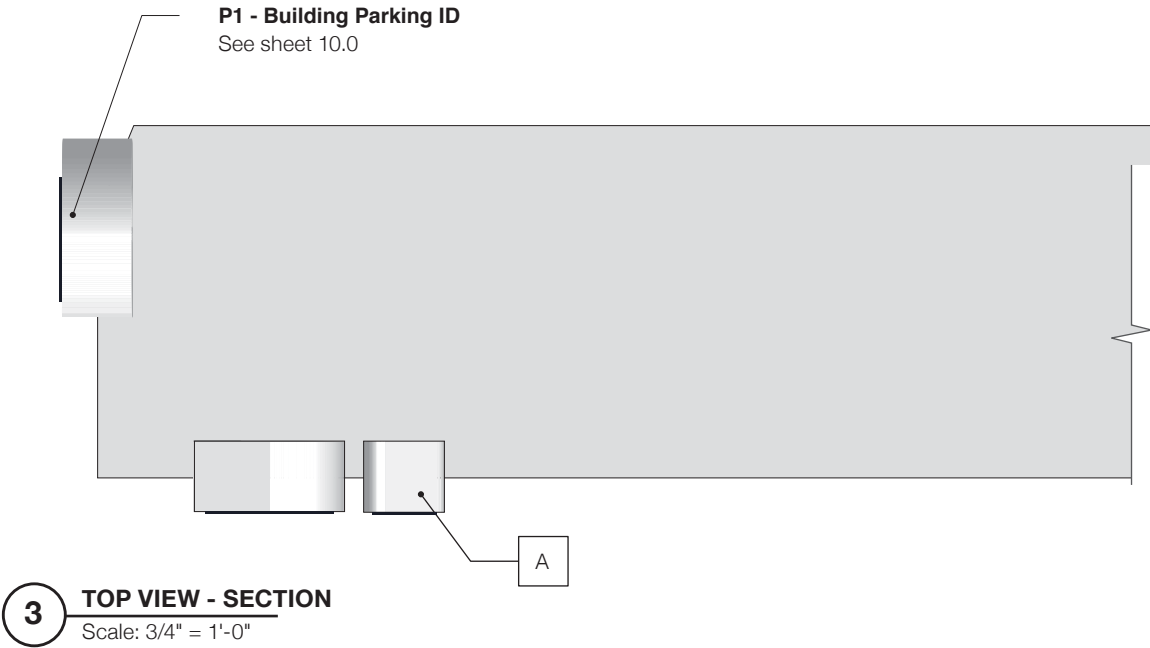 P1 - Building Parking ID
See sheet 10.0
A
3
TOP VIEW - SECTION
Scale: 3/4" = 1'-0"